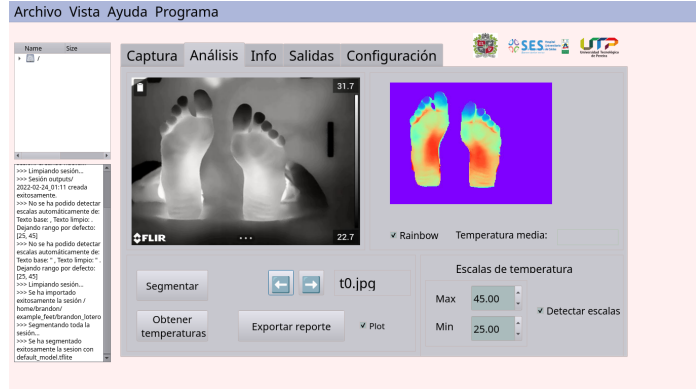 Archivo Vista Ayuda Programa
Name Size
/
Captura Análisis Info Salidas Configuración
SES
UTP
Universidad Tecnológica
de Pereira
31.7
22.7
FLIR
Rainbow Temperatura media:
>>> Limpiando sesión...
>>> Sesión outputs/
2022-02-24_01:11 creada
exitosamente.
>>> No se ha podido detectar
escalas automáticamente de:
Texto base: , Texto limpio: .
Dejando rango por defecto:
[25, 45]
>>> No se ha podido detectar
escalas automáticamente de:
Texto base: " , Texto limpio: " .
Dejando rango por defecto:
[25, 45]
>>> Limpiando sesión...
>>> Se ha importado
exitosamente la sesión /
home/brandon/
example_feet/brandon_lotero
>>> Segmentando toda la
sesión...
>>> Se ha segmentado
exitosamente la sesion con
default_model.tflite
Segmentar
t0.jpg
Obtener
temperaturas
Exportar reporte
Plot
Escalas de temperatura
Max 45.00
Min 25.00
Detectar escalas